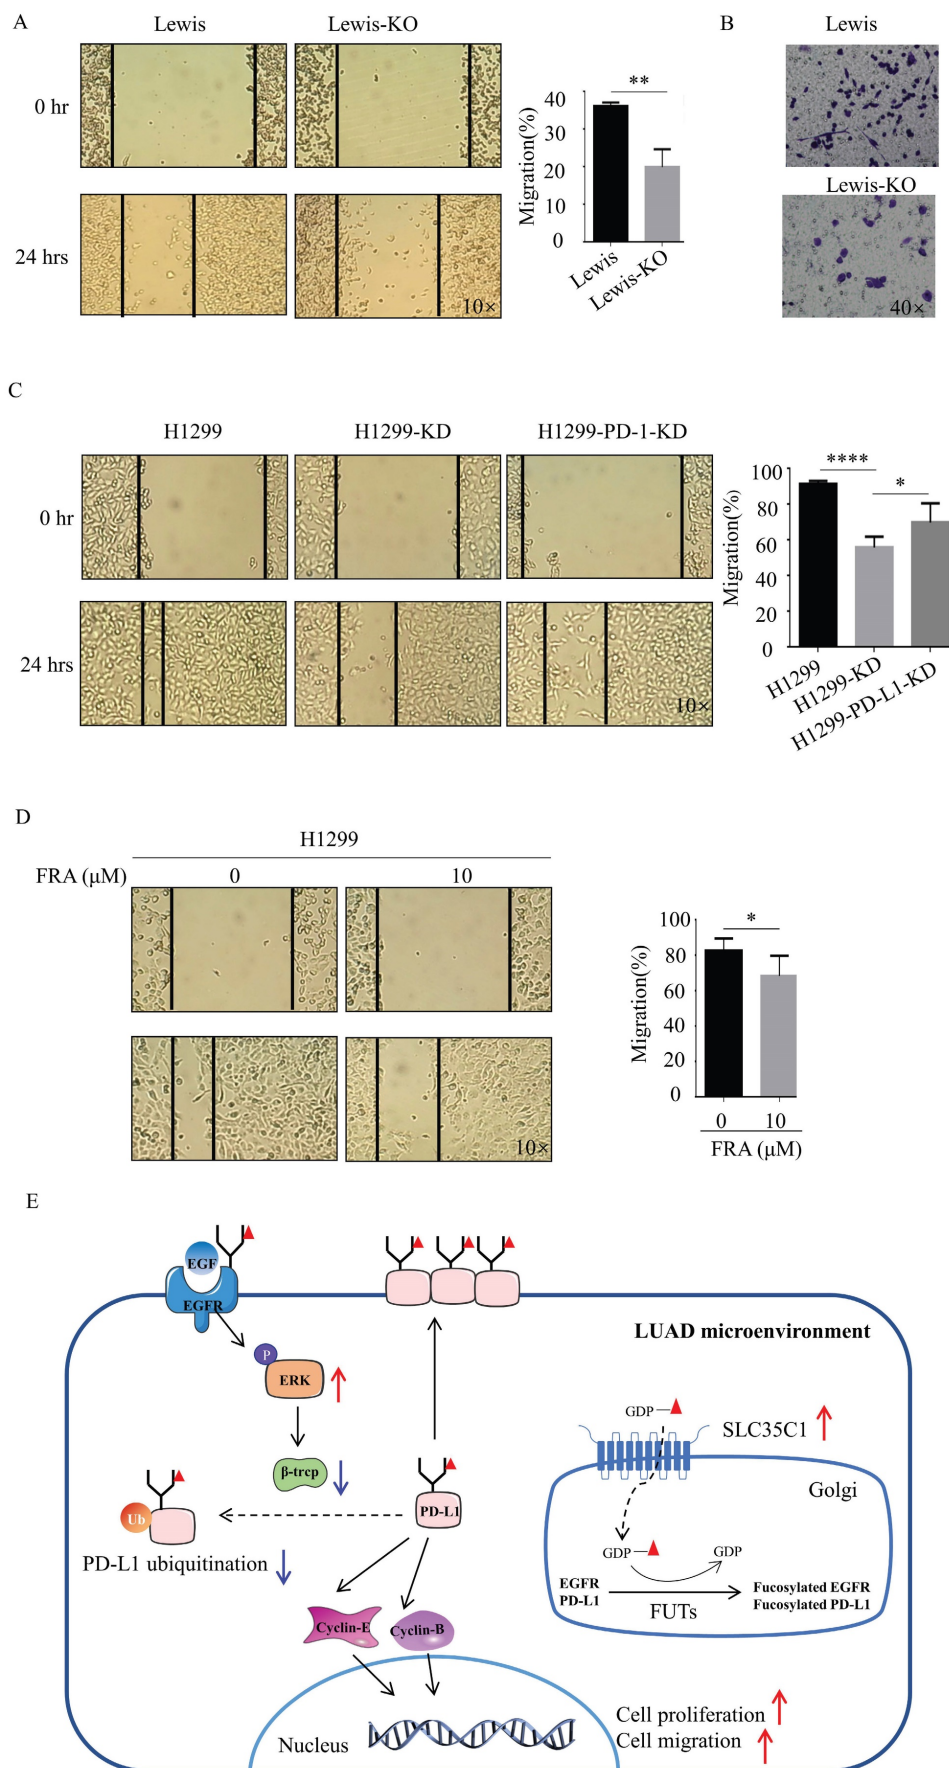 A
Lewis
Lewis-KO
0 hr
24 hrs
10×
Migration(%)
40
30
20
10
0
**
Lewis
Lewis-KO
B
Lewis
Lewis-KO
40×
C
H1299
H1299-KD
H1299-PD-1-KD
0 hr
24 hrs
10×
Migration(%)
100
80
60
40
20
0
****
*
H1299
H1299-KD
H1299-PD-L1-KD
D
H1299
FRA (μM)
0
10
10×
Migration(%)
100
80
60
40
20
0
*
0
10
FRA (μM)
E
EGF
EGFR
P
ERK
β-trcp
Ub
PD-L1
PD-L1 ubiquitination
Cyclin-E
Cyclin-B
Nucleus
LUAD microenvironment
GDP
SLC35C1
Golgi
GDP
GDP
EGFR
PD-L1
FUTs
Fucosylated EGFR
Fucosylated PD-L1
Cell proliferation
Cell migration